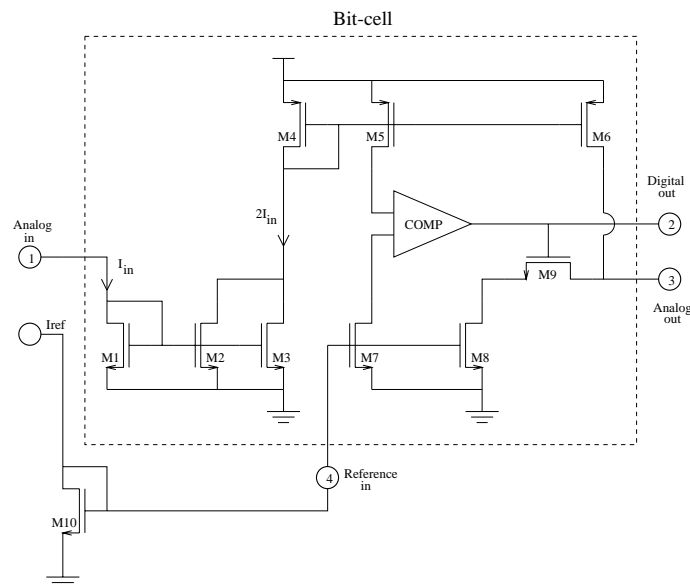 Bit-cell
M4
M5
M6
Digital
out
2I_in
COMP
2
Analog
in
1
I_in
M9
3
Analog
out
Iref
M1
M2
M3
M7
M8
4
Reference
in
M10